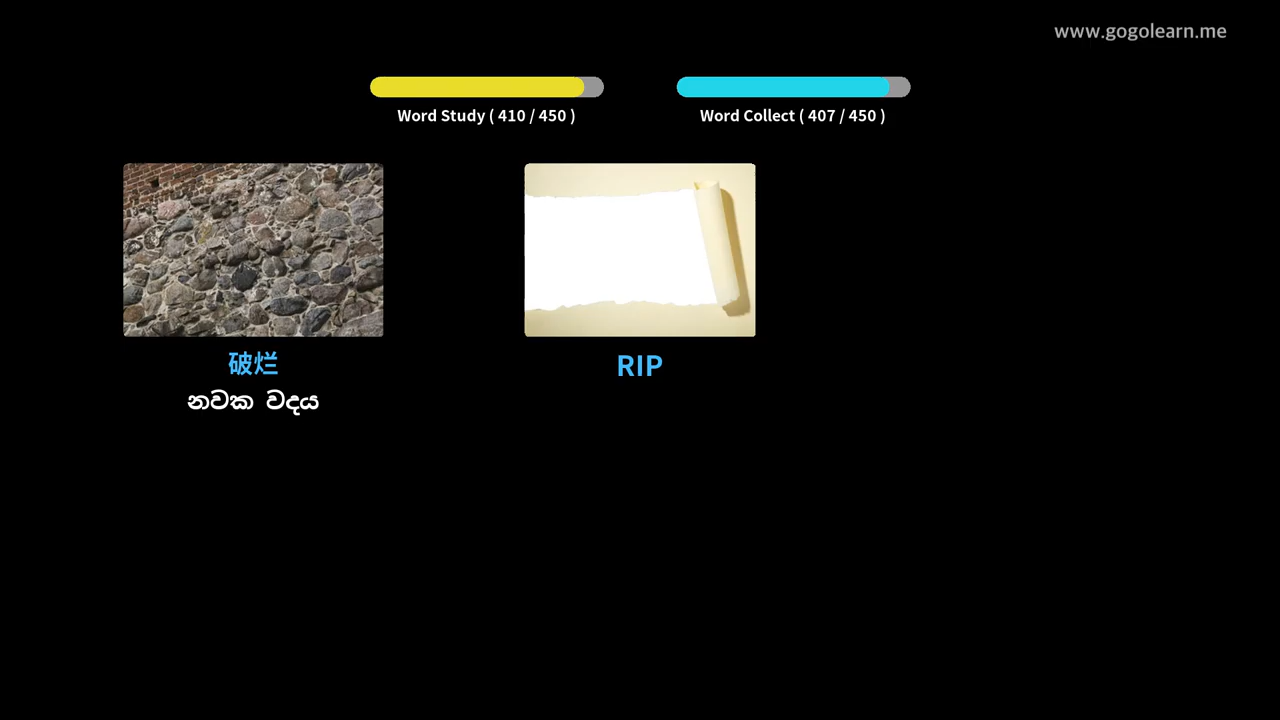 www.gogolearn.me
Word Study ( 410 / 450 )
Word Collect ( 407 / 450 )
破烂
නවක වදය
RIP